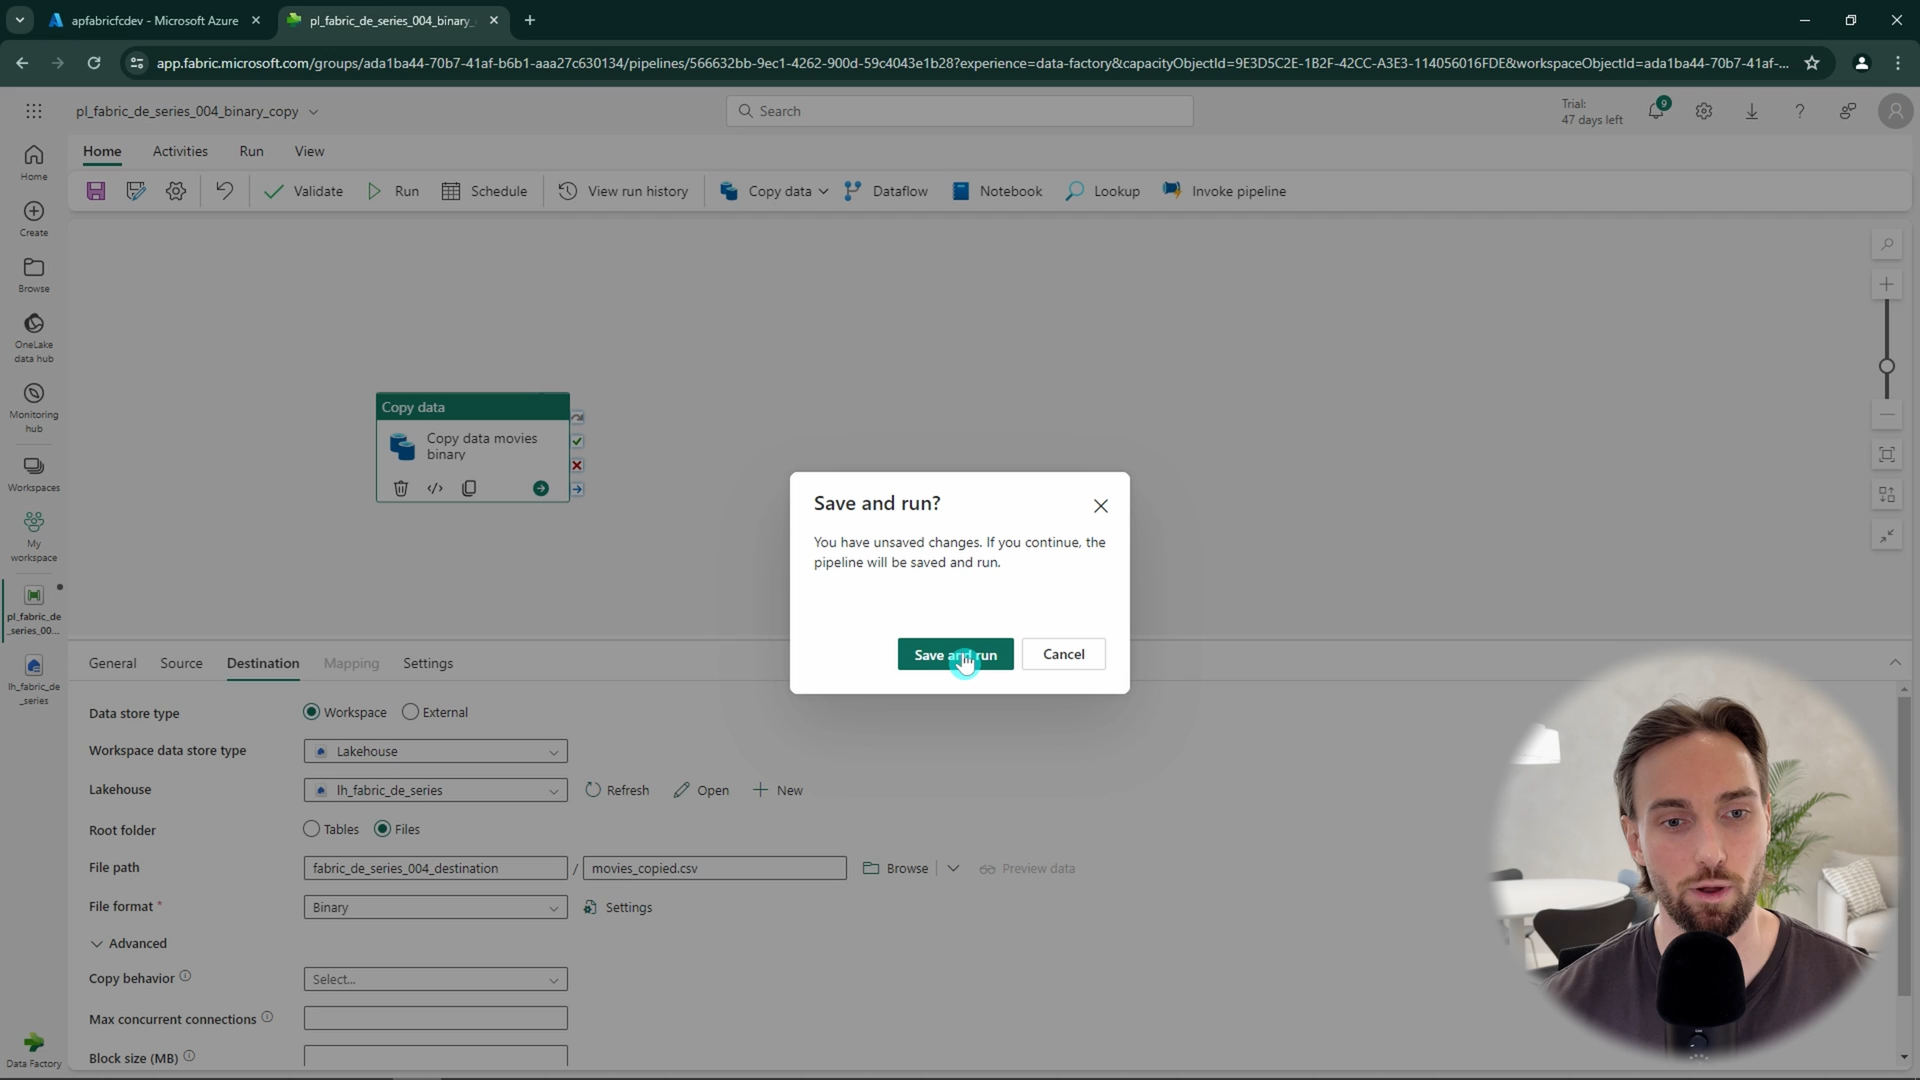 apfabricfcdev - Microsoft Azure
pl_fabric_de_series_004_binary_
app.fabric.microsoft.com/groups/ada1ba44-70b7-41af-b6b1-aaa27c630134/pipelines/566632bb-9ec1-4262-900d-59c4043e1b28?experience=data-factory&capacityObjectId=9E3D5C2E-1B2F-42CC-A3E3-114056016FDE&workspaceObjectId=ada1ba44-70b7-41af-...
pl_fabric_de_series_004_binary_copy
Search
Trial:
47 days left
9
Home Activities Run View
Validate Run Schedule View run history Copy data Dataflow Notebook Lookup Invoke pipeline
Home
Create
Browse
OneLake
data hub
Monitoring
hub
Workspaces
My
workspace
pl_fabric_de
_series_00...
lh_fabric_de
_series
Data Factory
Copy data
Copy data movies
binary
Save and run?
You have unsaved changes. If you continue, the
pipeline will be saved and run.
Save and run Cancel
General Source Destination Mapping Settings
Data store type Workspace External
Workspace data store type Lakehouse
Lakehouse lh_fabric_de_series Refresh Open New
Root folder Tables Files
File path fabric_de_series_004_destination / movies_copied.csv Browse Preview data
File format * Binary Settings
Advanced
Copy behavior Select...
Max concurrent connections
Block size (MB)